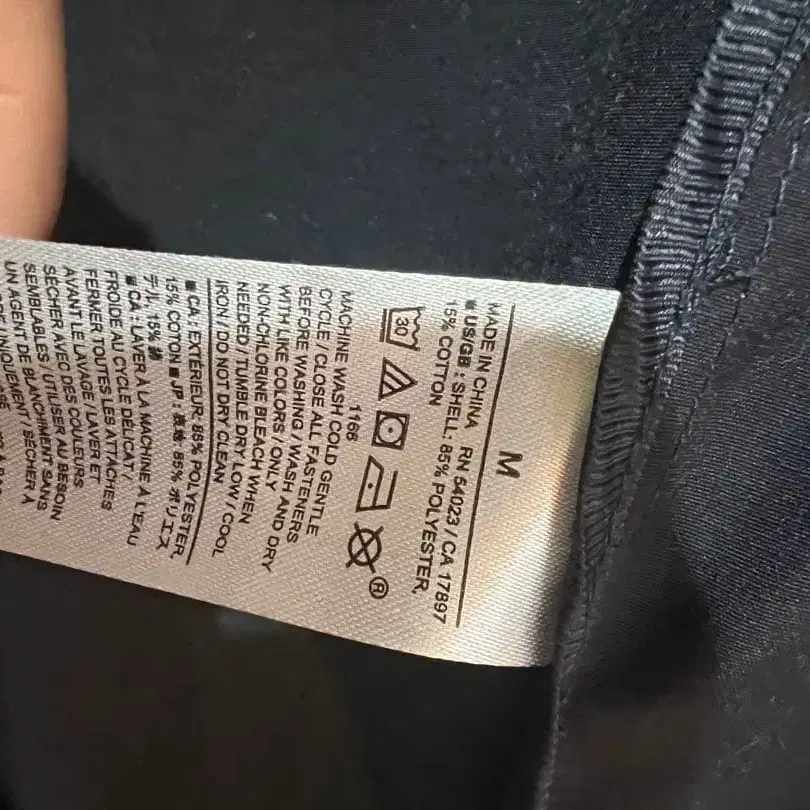 M
MADE IN CHINA RN 54023 / CA 17897
■ US/GB : SHELL: 85% POLYESTER,
15% COTTON
30
®
1166
MACHINE WASH COLD GENTLE
CYCLE / CLOSE ALL FASTENERS
BEFORE WASHING / WASH AND DRY
WITH LIKE COLORS / ONLY
NON-CHLORINE BLEACH WHEN
NEEDED / TUMBLE DRY LOW / COOL
IRON / DO NOT DRY CLEAN
■ CA : EXTÉRIEUR: 85% POLYESTER,
15% COTON ■ JP : 表地: 85% ポリエス
テル, 15% 綿
■ CA : LAVER À LA MACHINE À L'EAU
FROIDE AU CYCLE DÉLICAT /
FERMER TOUTES LES ATTACHES
AVANT LE LAVAGE / LAVER ET
SÉCHER AVEC DES COULEURS
SEMBLABLES / UTILISER AU BESOIN
UN AGENT DE BLANCHIMENT SANS
UNIQUEMENT / SÉCHER À